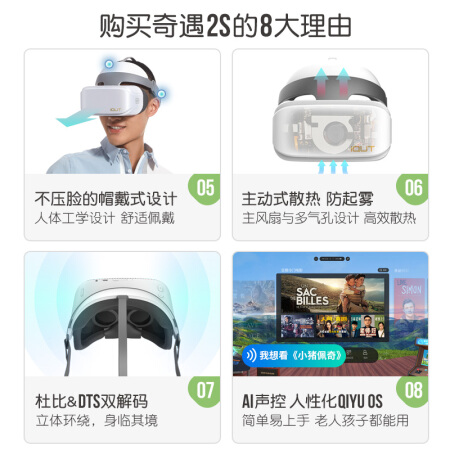 购买奇遇2S的8大理由
05
不压脸的帽戴式设计
人体工学设计 舒适佩戴
iQUT
06
主动式散热 防起雾
主风扇与多气孔设计 高效散热
07
杜比&DTS双解码
立体环绕，身临其境
SAC
BILLES
SIMON
我想看《小猪佩奇》
08
AI声控 人性化QIYU OS
简单易上手 老人孩子都能用